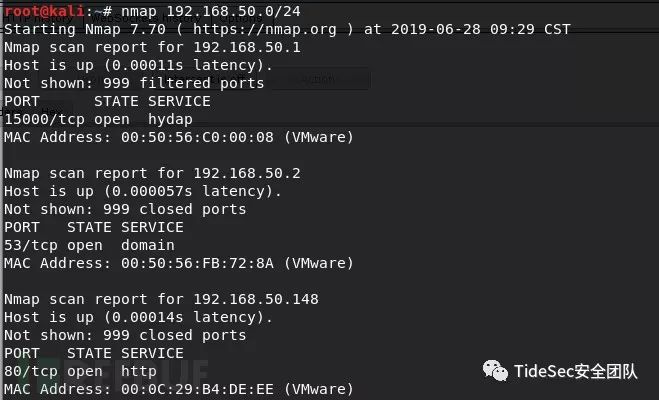 root@kali:~# nmap 192.168.50.0/24
Starting Nmap 7.70 ( https://nmap.org ) at 2019-06-28 09:29 CST
Nmap scan report for 192.168.50.1
Host is up (0.00011s latency).
Not shown: 999 filtered ports
PORT      STATE SERVICE
15000/tcp open  hydap
MAC Address: 00:50:56:C0:00:08 (VMware)

Nmap scan report for 192.168.50.2
Host is up (0.000057s latency).
Not shown: 999 closed ports
PORT   STATE SERVICE
53/tcp open  domain
MAC Address: 00:50:56:FB:72:8A (VMware)

Nmap scan report for 192.168.50.148
Host is up (0.00014s latency).
Not shown: 999 closed ports
PORT   STATE SERVICE
80/tcp open  http
MAC Address: 00:0C:29:B4:DE:EE (VMware)
TideSec安全团队